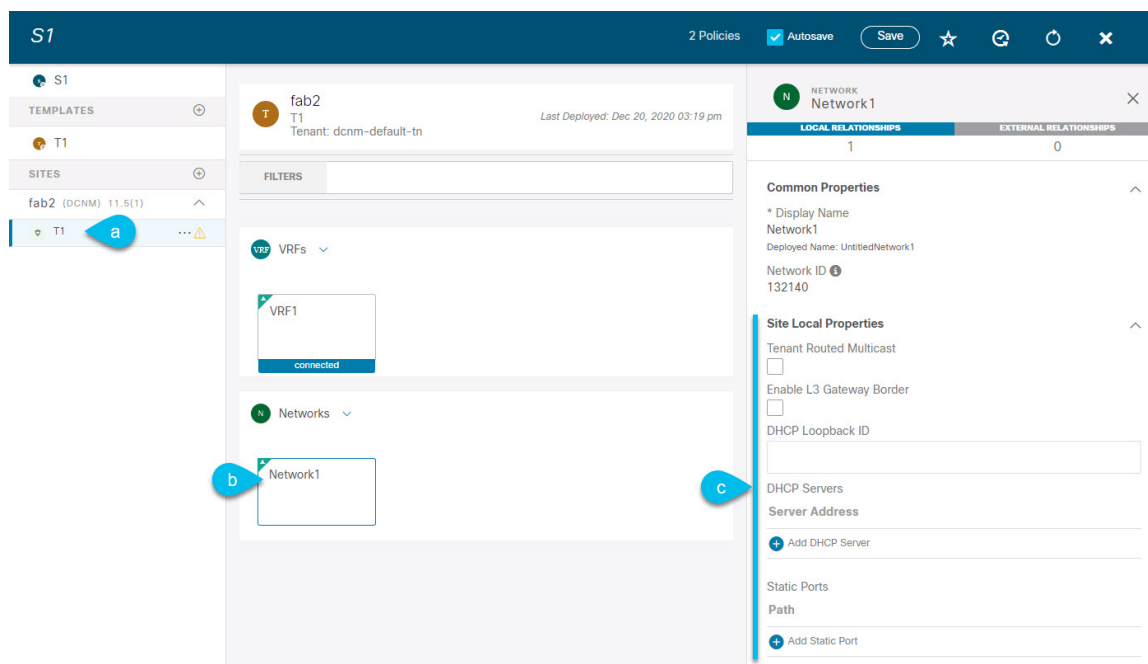 S1
2 Policies
Autosave
Save
S1
TEMPLATES
T1
SITES
fab2 (DCNM) 11.5(1)
T1
a
T
fab2
T1
Tenant: dcnm-default-tn
Last Deployed: Dec 20, 2020 03:19 pm
FILTERS
VRF VRFs
VRF1
connected
N Networks
b
Network1
N
NETWORK
Network1
LOCAL RELATIONSHIPS
1
EXTERNAL RELATIONSHIPS
0
Common Properties
* Display Name
Network1
Deployed Name: UntitledNetwork1
Network ID
132140
c
Site Local Properties
Tenant Routed Multicast
Enable L3 Gateway Border
DHCP Loopback ID
DHCP Servers
Server Address
Add DHCP Server
Static Ports
Path
Add Static Port